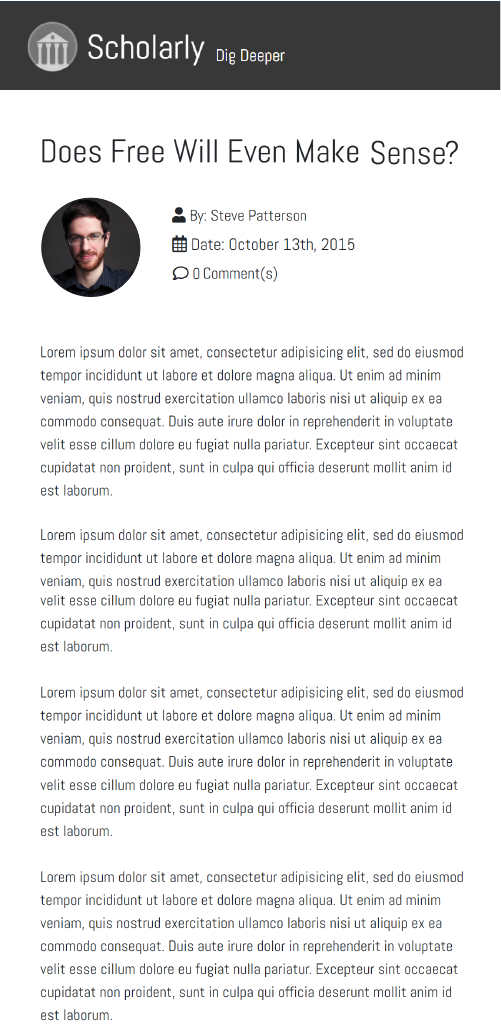 Scholarly Dig Deeper
Does Free Will Even Make Sense?
By: Steve Patterson
Date: October 13th, 2015
0 Comment(s)
Lorem ipsum dolor sit amet, consectetur adipisicing elit, sed do eiusmod
tempor incididunt ut labore et dolore magna aliqua. Ut enim ad minim
veniam, quis nostrud exercitation ullamco laboris nisi ut aliquip ex ea
commodo consequat. Duis aute irure dolor in reprehenderit in voluptate
velit esse cillum dolore eu fugiat nulla pariatur. Excepteur sint occaecat
cupidatat non proident, sunt in culpa qui officia deserunt mollit anim id
est laborum.
Lorem ipsum dolor sit amet, consectetur adipisicing elit, sed do eiusmod
tempor incididunt ut labore et dolore magna aliqua. Ut enim ad minim
veniam, quis nostrud exercitation ullamco laboris nisi ut aliquip ex ea
velit esse cillum dolore eu fugiat nulla pariatur. Excepteur sint occaecat
cupidatat non proident, sunt in culpa qui officia deserunt mollit anim id
est laborum.
Lorem ipsum dolor sit amet, consectetur adipisicing elit, sed do eiusmod
tempor incididunt ut labore et dolore magna aliqua. Ut enim ad minim
veniam, quis nostrud exercitation ullamco laboris nisi ut aliquip ex ea
commodo consequat. Duis aute irure dolor in reprehenderit in voluptate
velit esse cillum dolore eu fugiat nulla pariatur. Excepteur sint occaecat
cupidatat non proident, sunt in culpa qui officia deserunt mollit anim id
est laborum.
Lorem ipsum dolor sit amet, consectetur adipisicing elit, sed do eiusmod
tempor incididunt ut labore et dolore magna aliqua. Ut enim ad minim
veniam, quis nostrud exercitation ullamco laboris nisi ut aliquip ex ea
commodo consequat. Duis aute irure dolor in reprehenderit in voluptate
velit esse cillum dolore eu fugiat nulla pariatur. Excepteur sint occaecat
cupidatat non proident, sunt in culpa qui officia deserunt mollit anim id
est laborum.